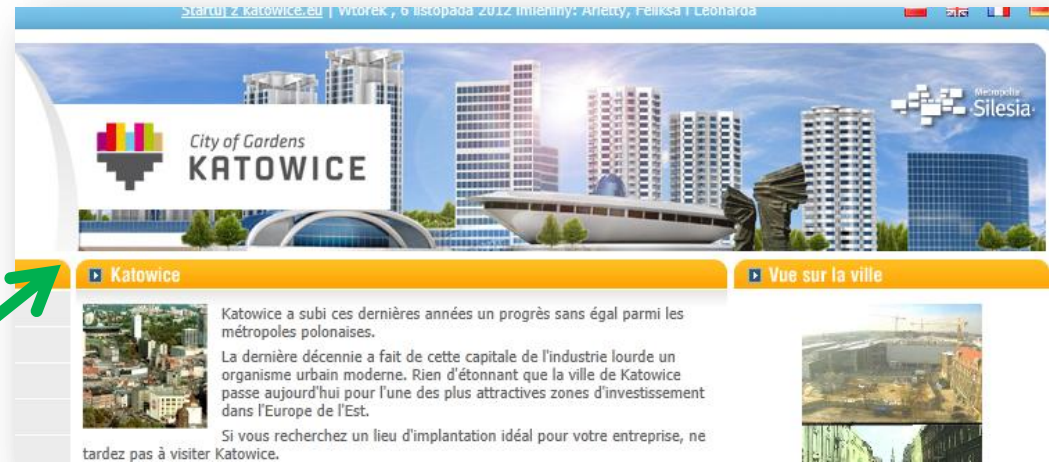 Startuj z katowice.eu | Wtorek , 6 listopada 2012 imieniny: Arletty, Feliksa i Leonarda
Metropolia
Silesia
City of Gardens
KATOWICE
Katowice
Vue sur la ville
Katowice a subi ces dernières années un progrès sans égal parmi les
métropoles polonaises.
La dernière décennie a fait de cette capitale de l'industrie lourde un
organisme urbain moderne. Rien d'étonnant que la ville de Katowice
passe aujourd'hui pour l'une des plus attractives zones d'investissement
dans l'Europe de l'Est.
Si vous recherchez un lieu d'implantation idéal pour votre entreprise, ne
tardez pas à visiter Katowice.